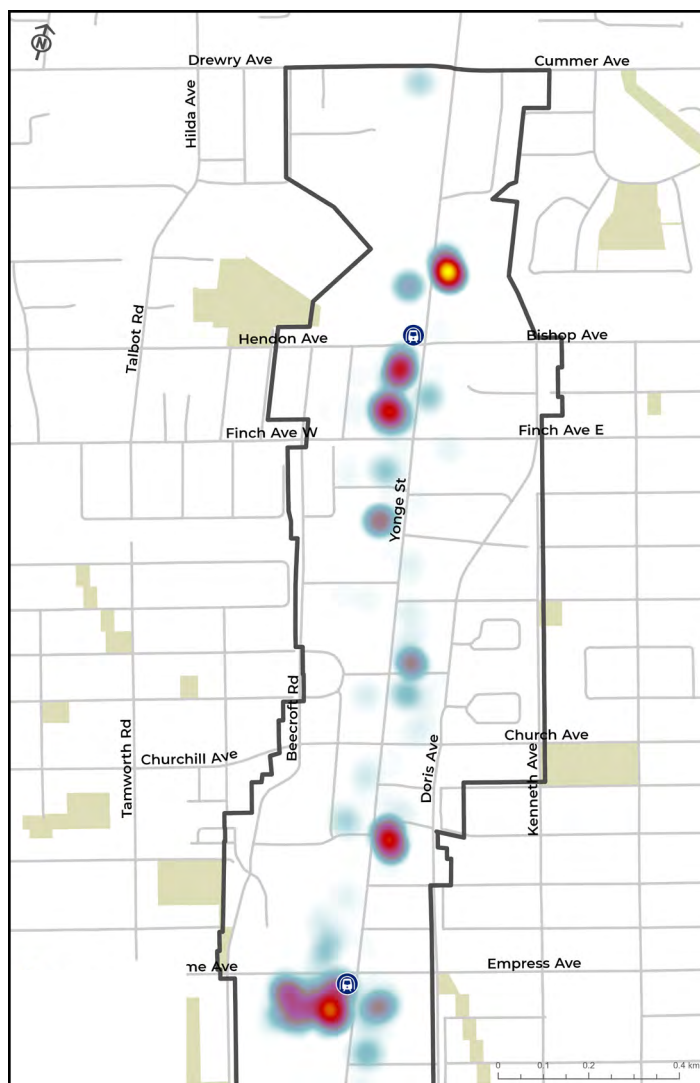 N
Drewry Ave
Cummer Ave
Hilda Ave
Talbot Rd
Hendon Ave
Bishop Ave
Finch Ave W
Finch Ave E
Yonge St
Beecroft Rd
Church Ave
Churchill Ave
Tamworth Rd
Doris Ave
Kenneth Ave
me Ave
Empress Ave
0 0.1 0.2 0.4 km